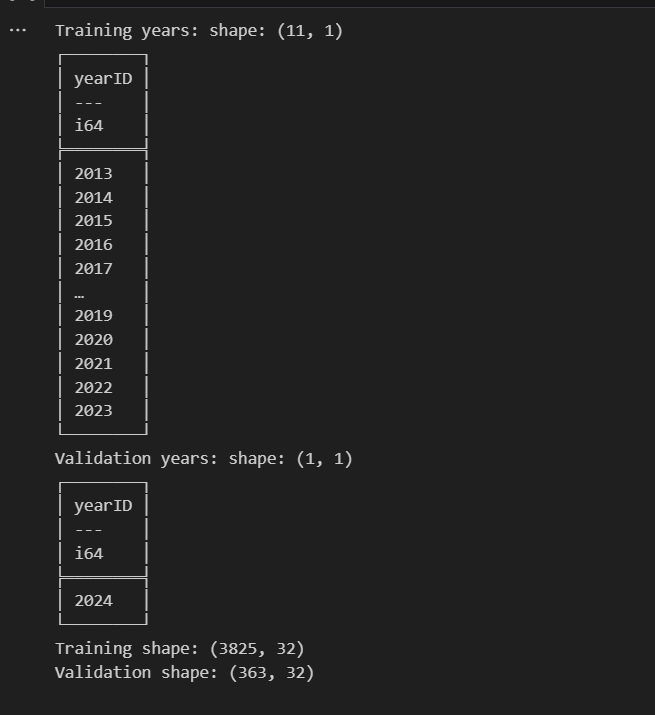 Training years: shape: (11, 1)
yearID
---
i64
2013
2014
2015
2016
2017
…
2019
2020
2021
2022
2023
Validation years: shape: (1, 1)
yearID
---
i64
2024
Training shape: (3825, 32)
Validation shape: (363, 32)